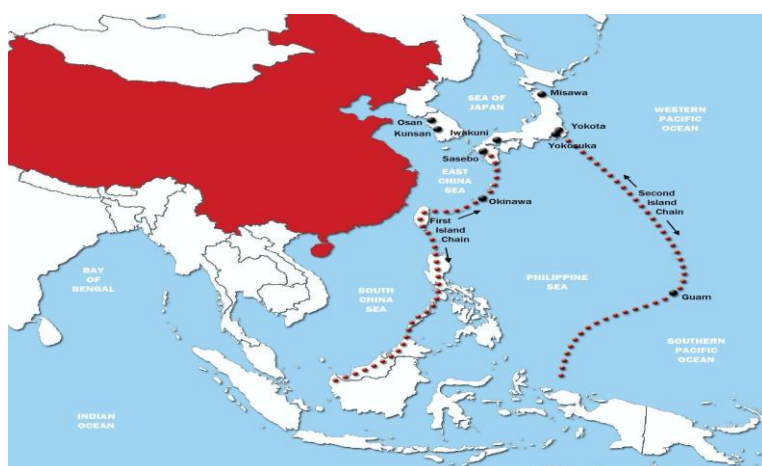 Misawa
SEA OF
JAPAN
WESTERN
PACIFIC
OCEAN
Osan
Kunsan
Iwakuni
Yokota
Yokosuka
Sasebo
EAST
CHINA
SEA
Okinawa
Second
Island
Chain
First
Island
Chain
BAY
OF
BENGAL
SOUTH
CHINA
SEA
PHILIPPINE
SEA
Guam
SOUTHERN
PACIFIC
OCEAN
INDIAN
OCEAN